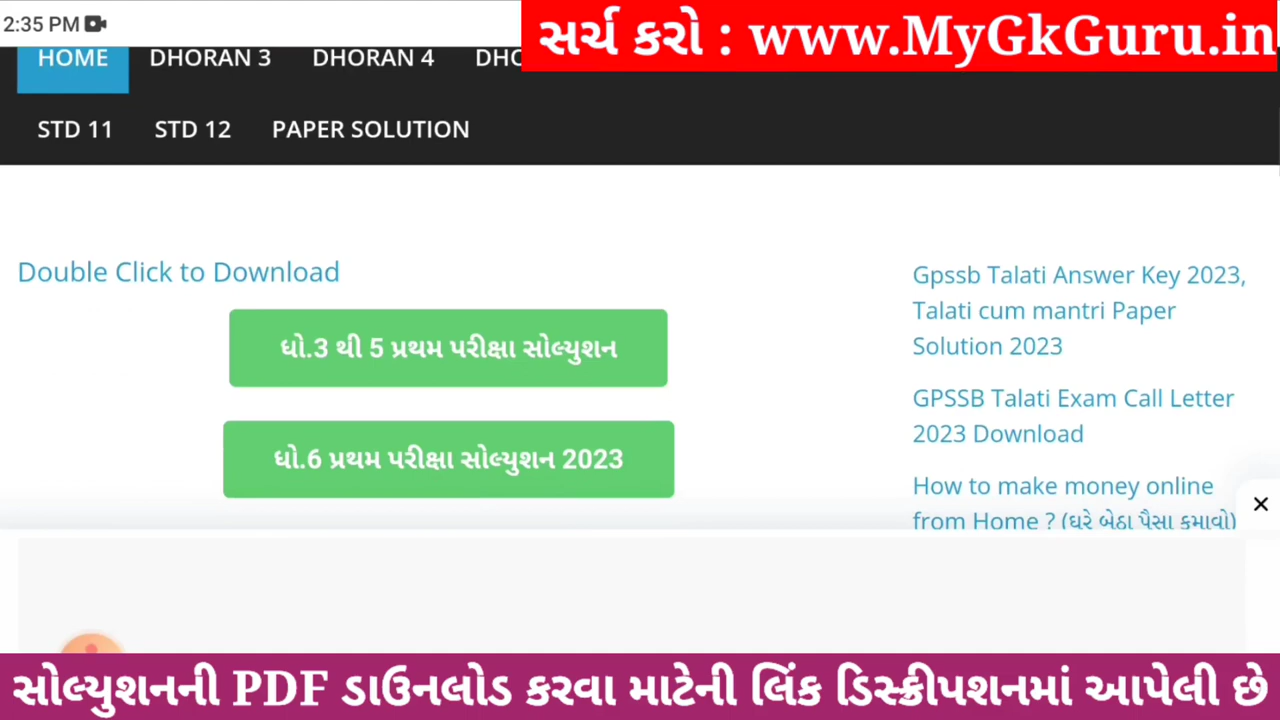 2:35 PM
સર્ચ કરો : www.MyGkGuru.in
HOME DHORAN 3 DHORAN 4
STD 11 STD 12 PAPER SOLUTION
Double Click to Download
ધો.3 થી 5 પ્રથમ પરીક્ષા સોલ્યુશન
ધો.6 પ્રથમ પરીક્ષા સોલ્યુશન 2023
Gpssb Talati Answer Key 2023,
Talati cum mantri Paper
Solution 2023
GPSSB Talati Exam Call Letter
2023 Download
How to make money online
from Home ? (ઘરે બેઠા પૈસા કમાવો)
સોલ્યુશનની PDF ડાઉનલોડ કરવા માટેની લિંક ડિસ્ક્રીપશનમાં આપેલી છે